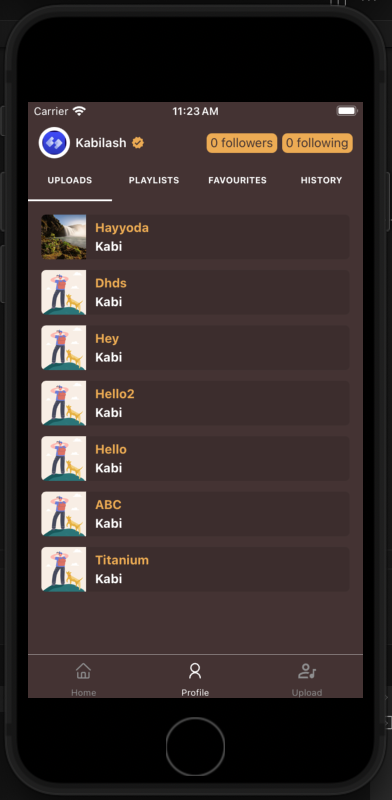 Carrier 11:23 AM
Kabilash 0 followers 0 following
UPLOADS PLAYLISTS FAVOURITES HISTORY
Hayyoda
Kabi
Dhds
Kabi
Hey
Kabi
Hello2
Kabi
Hello
Kabi
ABC
Kabi
Titanium
Kabi
Home Profile Upload